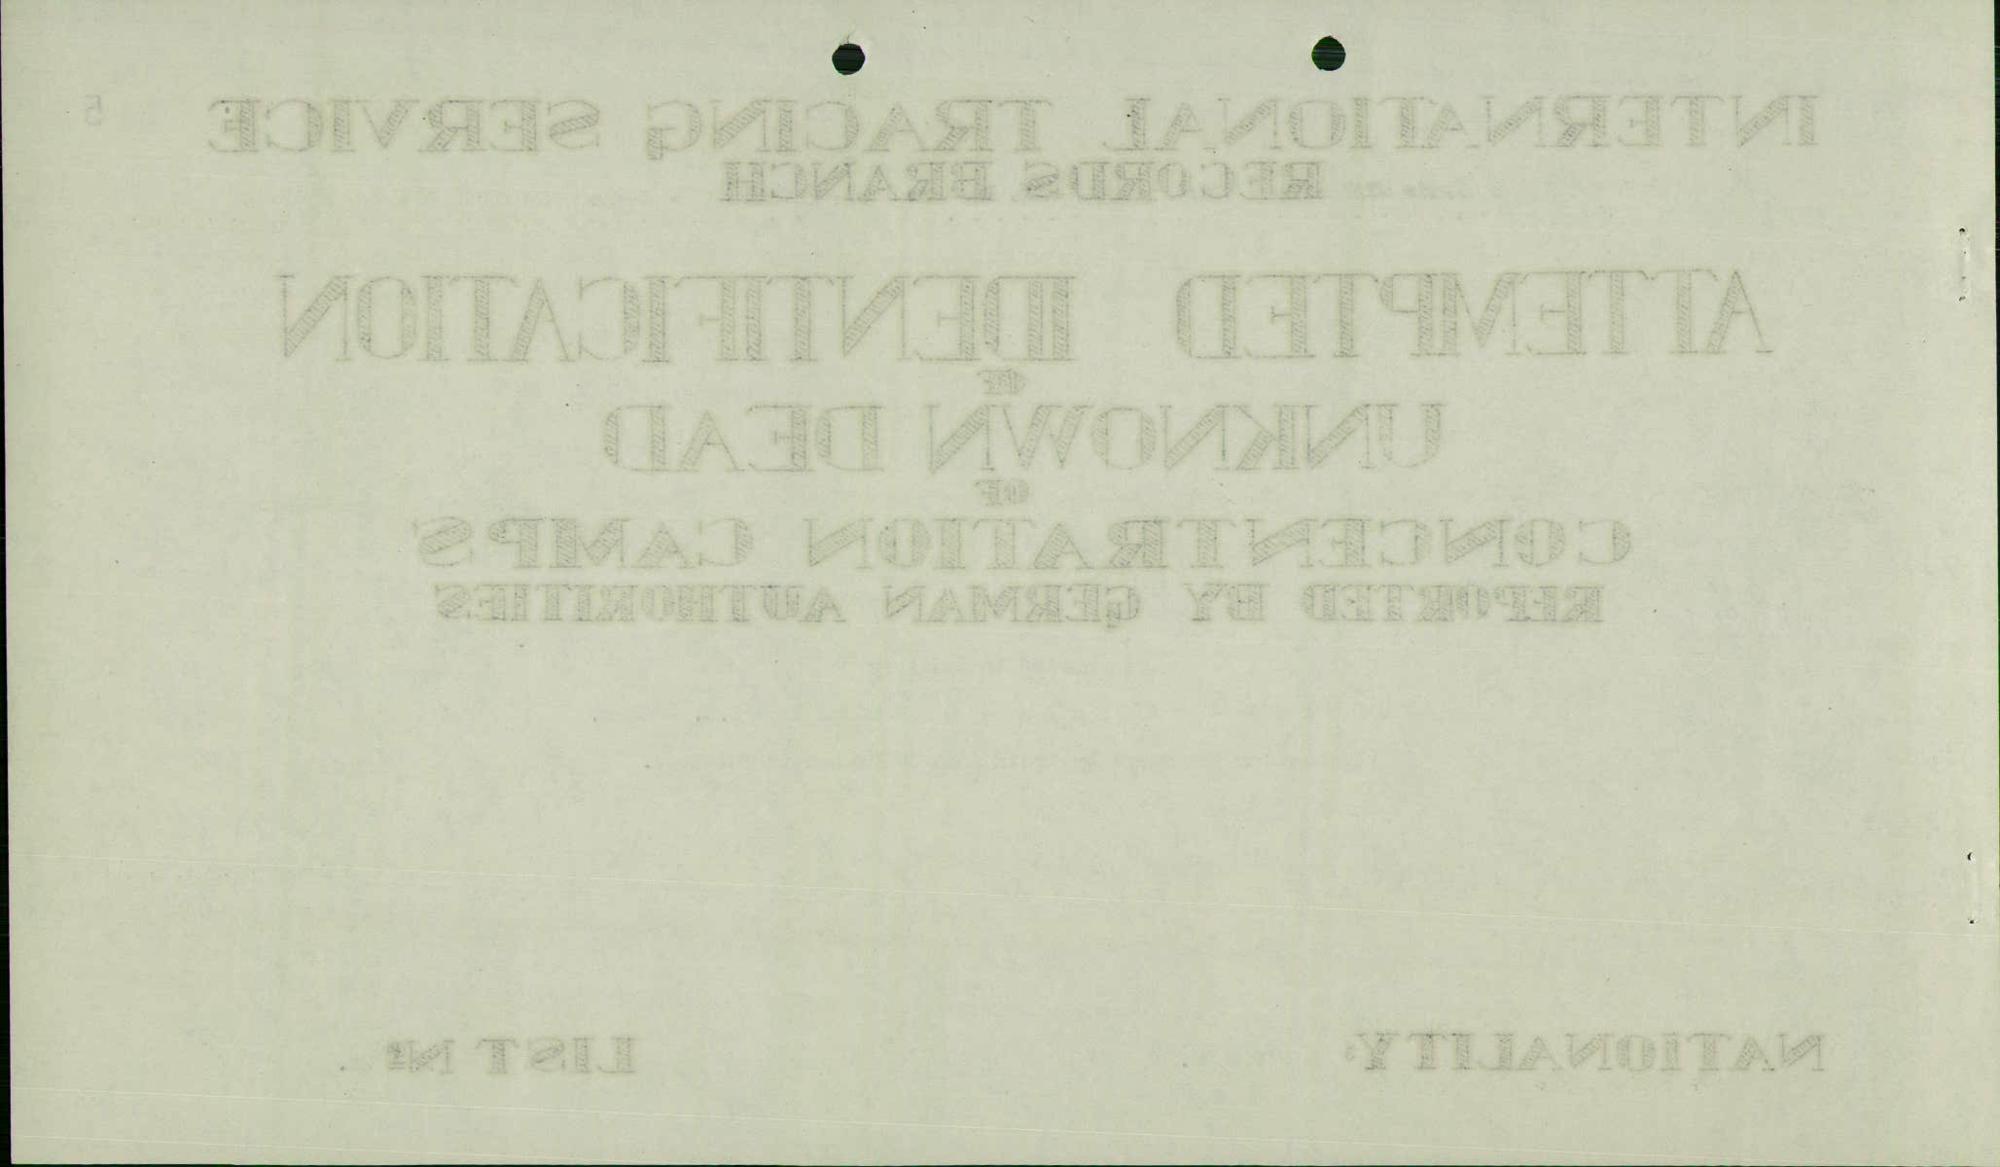 5
INTERNATIONAL TRACING SERVICE
RECORDS BRANCH
ATTEMPTED IDENTIFICATION
OF
UNKNOWN DEAD
OF
CONCENTRATION CAMPS
REPORTED BY GERMAN AUTHORITIES
NATIONALITY: LIST Nº